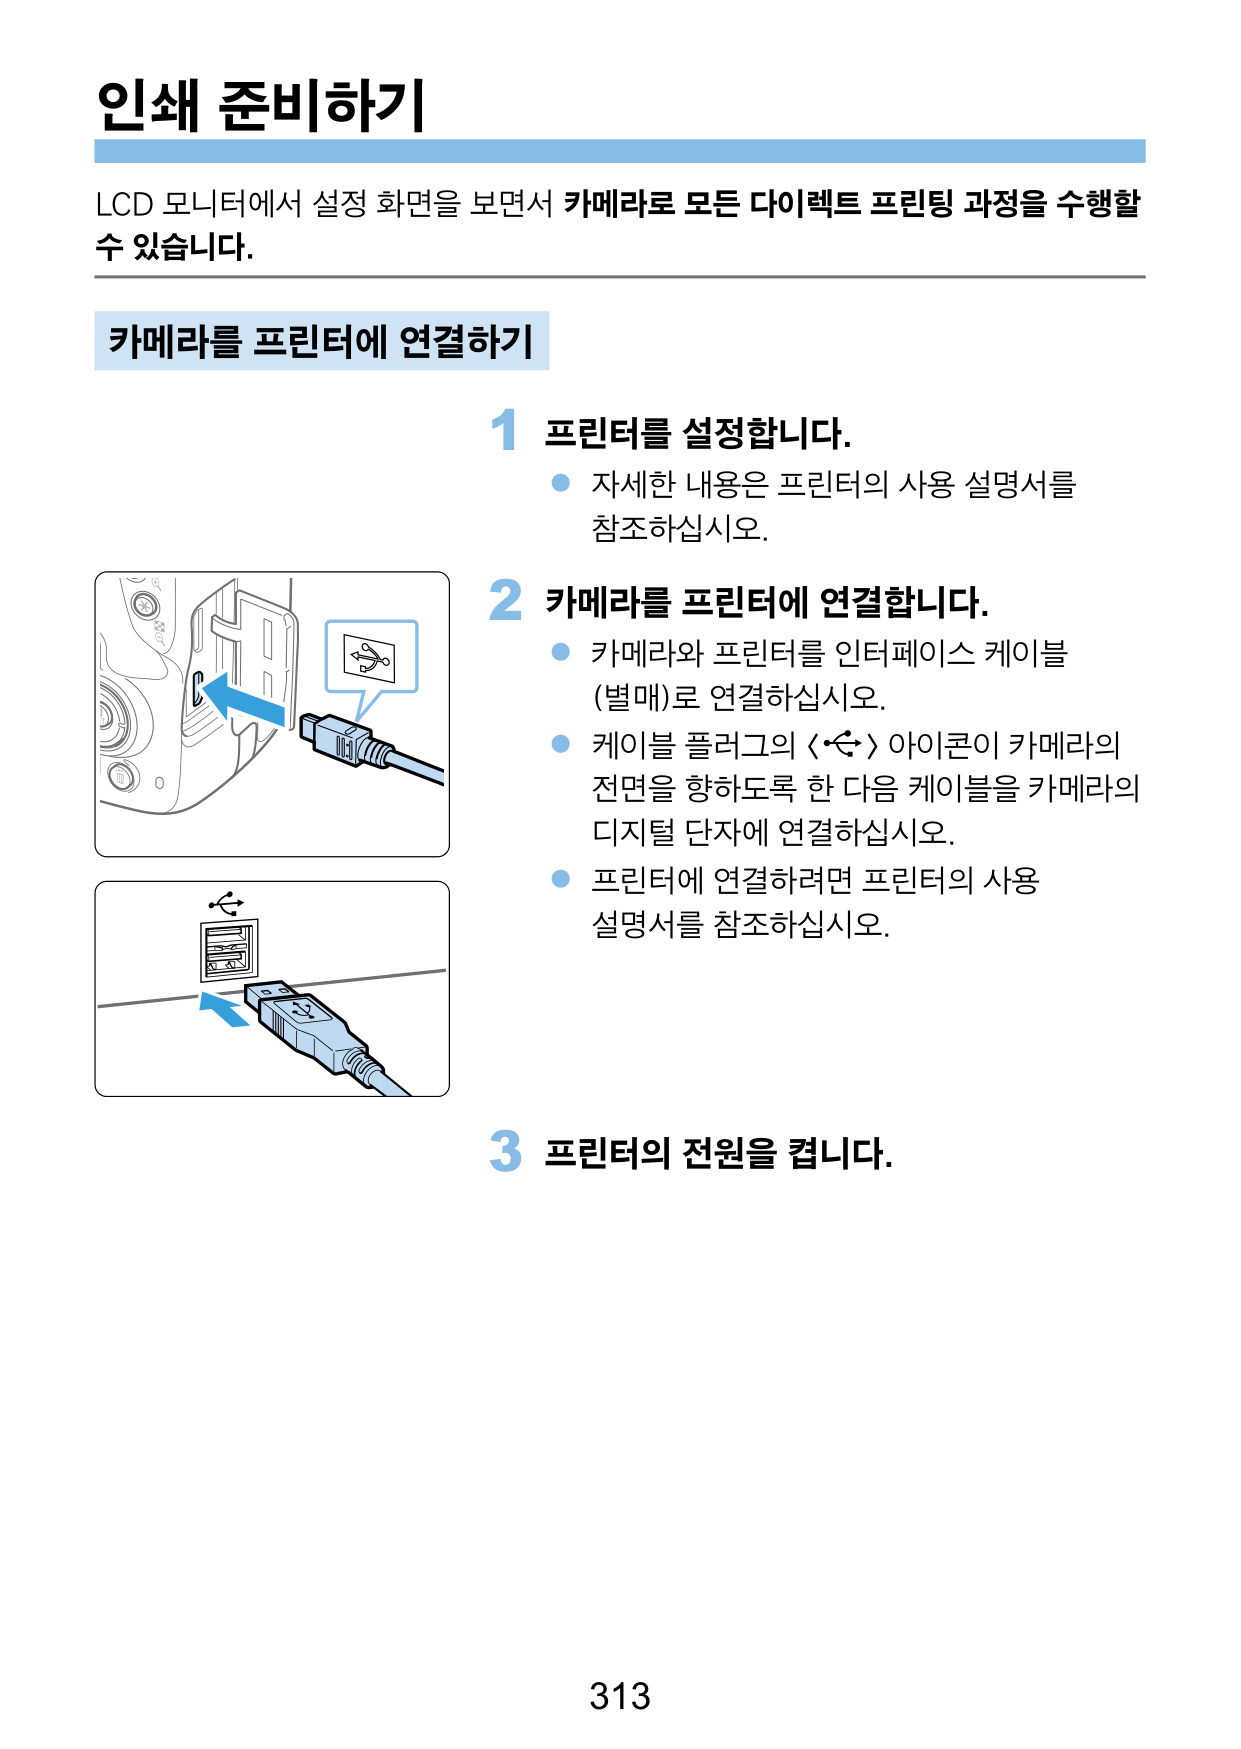 인쇄 준비하기
LCD 모니터에서 설정 화면을 보면서 카메라로 모든 다이렉트 프린팅 과정을 수행할
수 있습니다.
카메라를 프린터에 연결하기
1 프린터를 설정합니다.
● 자세한 내용은 프린터의 사용 설명서를
참조하십시오.
2 카메라를 프린터에 연결합니다.
● 카메라와 프린터를 인터페이스 케이블
(별매)로 연결하십시오.
● 케이블 플러그의 〈 〉 아이콘이 카메라의
전면을 향하도록 한 다음 케이블을 카메라의
디지털 단자에 연결하십시오.
● 프린터에 연결하려면 프린터의 사용
설명서를 참조하십시오.
3 프린터의 전원을 켭니다.
313